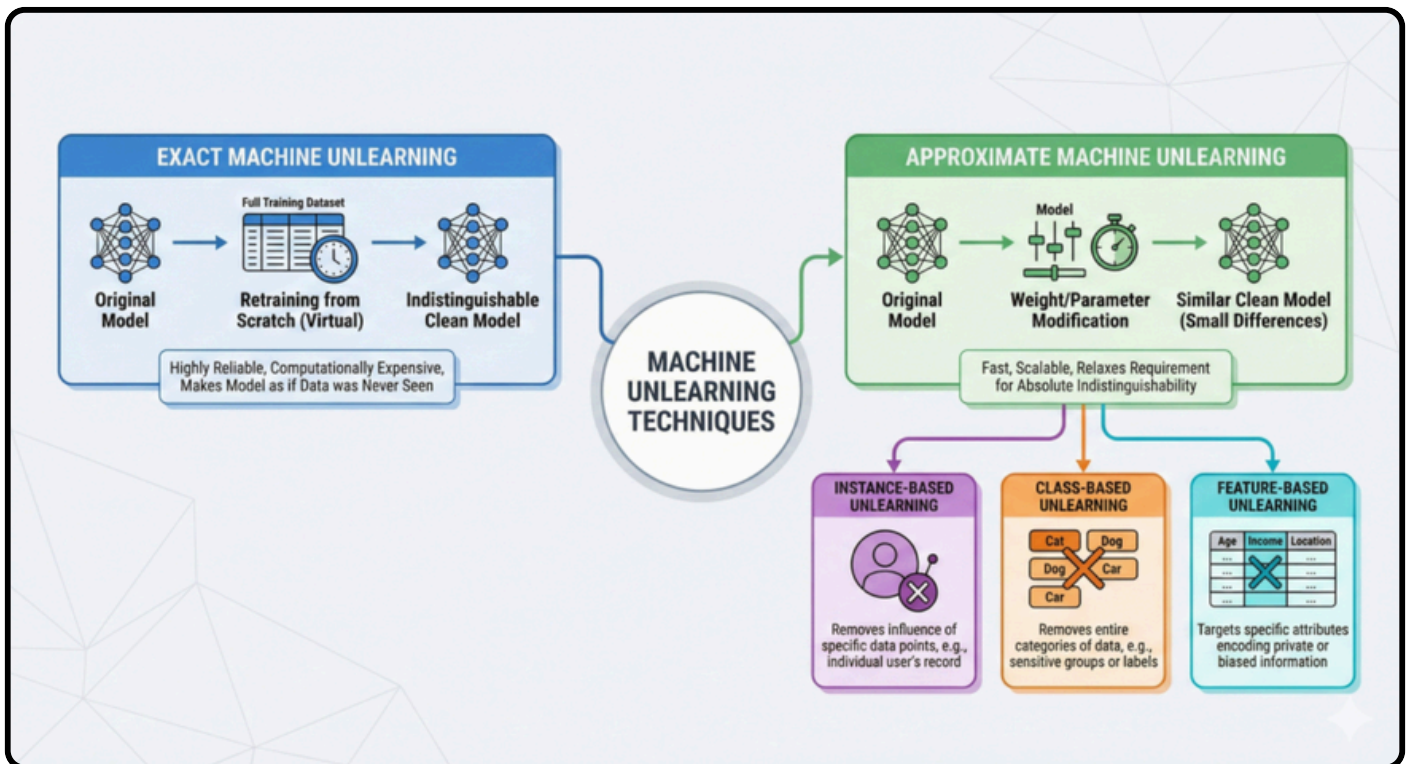 EXACT MACHINE UNLEARNING
Full Training Dataset
Original
Model
Retraining from
Scratch (Virtual)
Indistinguishable
Clean Model
Highly Reliable, Computationally Expensive,
Makes Model as if Data was Never Seen
MACHINE
UNLEARNING
TECHNIQUES
APPROXIMATE MACHINE UNLEARNING
Model
Original
Model
Weight/Parameter
Modification
Similar Clean Model
(Small Differences)
Fast, Scalable, Relaxes Requirement
for Absolute Indistinguishability
INSTANCE-BASED
UNLEARNING
Removes influence of
specific data points, e.g.,
individual user's record
CLASS-BASED
UNLEARNING
Cat Dog
Dog Car
Car
Removes entire
categories of data, e.g.,
sensitive groups or labels
FEATURE-BASED
UNLEARNING
Age Income Location
... ...
... ...
... ...
... ...
Targets specific attributes
encoding private or
biased information